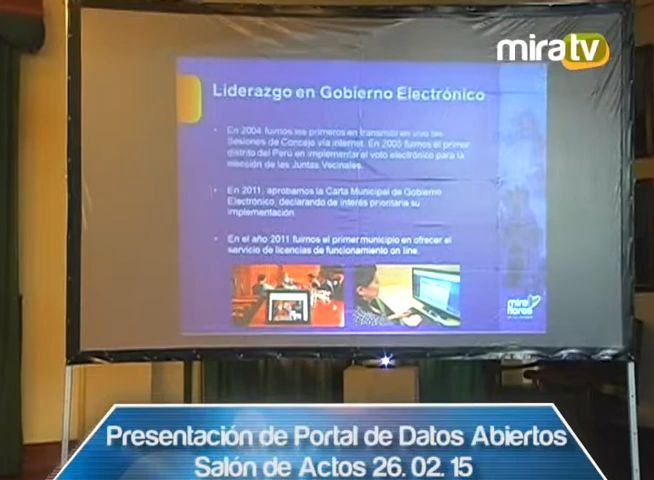 miratv
Liderazgo en Gobierno Electrónico
• En 2004 fuimos los primeros en transmitir en vivo las
Sesiones de Concejo vía internet. En 2005 fuimos el primer
distrito del Perú en implementar el voto electrónico para la
elección de las Juntas Vecinales.
• En 2011, aprobamos la Carta Municipal de Gobierno
Electrónico, declarando de interés prioritaria su
implementación.
• En el año 2011 fuimos el primer municipio en ofrecer el
servicio de licencias de funcionamiento on line.
mira
flores
Presentación de Portal de Datos Abiertos
Salón de Actos 26. 02. 15